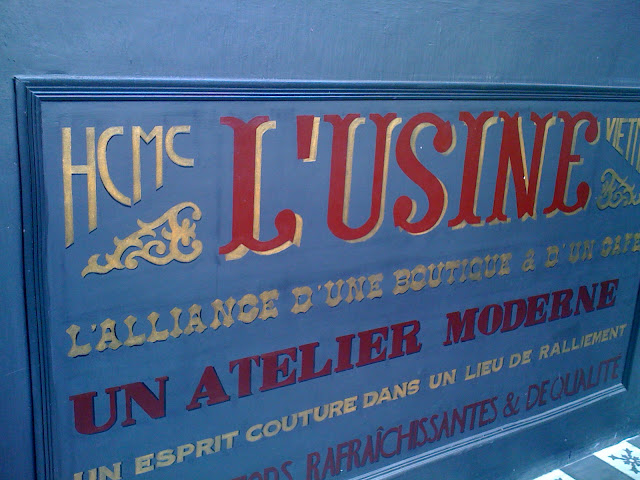 HCMC L'USINE
L'ALLIANCE D'UNE BOUTIQUE & D'UN CAFE
UN ATELIER MODERNE
UN ESPRIT COUTURE DANS UN LIEU DE RALLIEMENT
RAFRAÎCHISSANTES & DE QUALITÉ